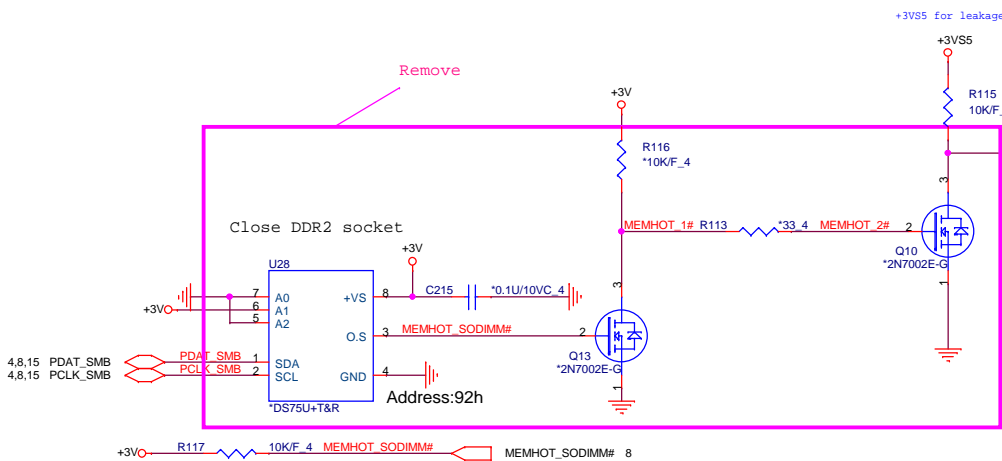 +3VS5 for leakage
+3VS5
Remove
+3V
R115
10K/F_
R116
*10K/F_4
3
Close DDR2 socket
MEMHOT_1# R113 *33_4 MEMHOT_2# 2
+3V
Q10
*2N7002E-G
U28
7 A0 +VS 8 C215 *0.1U/10VC_4
1
+3V 6 A1
5 A2
3
O.S 3 MEMHOT_SODIMM# 2
4,8,15 PDAT_SMB PDAT_SMB 1 SDA
4,8,15 PCLK_SMB PCLK_SMB 2 SCL
GND 4
Q13
*2N7002E-G
1
Address:92h
*DS75U+T&R
+3V R117 10K/F_4 MEMHOT_SODIMM# MEMHOT_SODIMM# 8